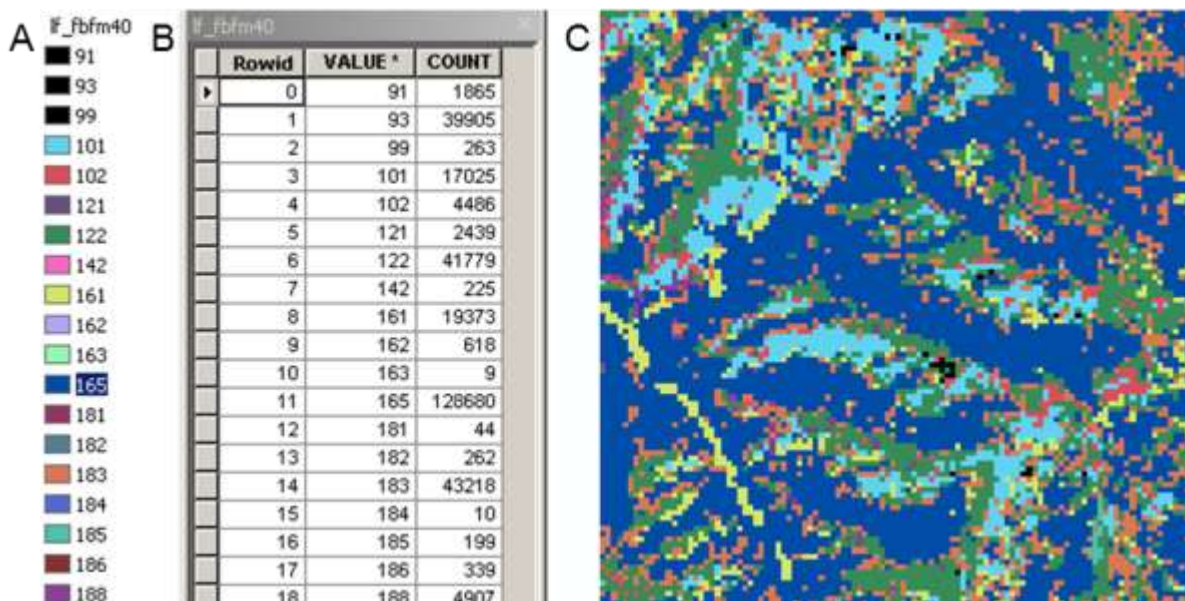 A
lf_fbfm40
91
93
99
101
102
121
122
142
161
162
163
165
181
182
183
184
185
186
188
B
lf_fbfm40
Rowid VALUE * COUNT
0 91 1865
1 93 39905
2 99 263
3 101 17025
4 102 4486
5 121 2439
6 122 41779
7 142 225
8 161 19373
9 162 618
10 163 9
11 165 128680
12 181 44
13 182 262
14 183 43218
15 184 10
16 185 199
17 186 339
18 188 4907
C